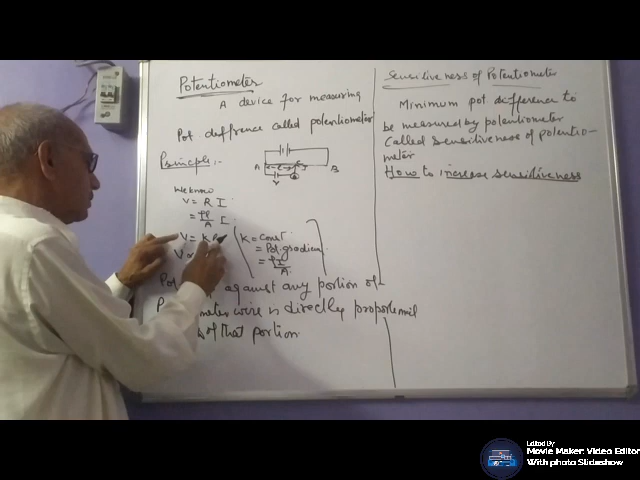 Potentiometer
A device for measuring
Pot. difference called potentiometer
Principle:-
A B
V
We know
V = R I
= ρl/A I
V = K
V ∝
K = Const
= Pot. gradient
= ρI/A
Pot against any portion of
wire is directly proportional
of that portion
Sensitiveness of Potentiometer
Minimum pot difference to
be measured by potentiometer
Called sensitiveness of potentio-
meter
How to increase sensitiveness
Edited By
Movie Maker: Video Editor
With photo Slideshow